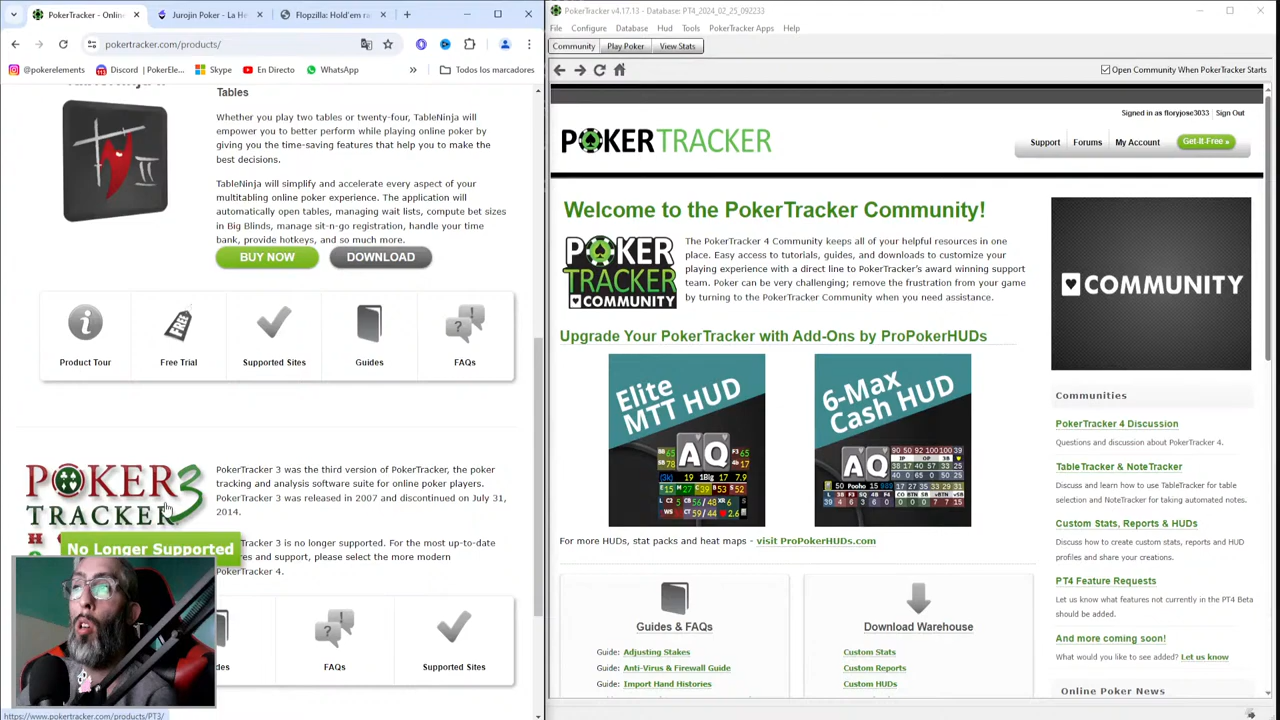 PokerTracker - Online
Jurojin Poker - La He
Flopzilla: Hold'em ra
pokertracker.com/products/
@pokerelements
Discord | PokerEle...
Skype
En Directo
WhatsApp
Todos los marcadores
Tables
Whether you play two tables or twenty-four, TableNinja will
empower you to better perform while playing online poker by
giving you the time-saving features that help you to make the
best decisions.
TableNinja will simplify and accelerate every aspect of your
multitabling online poker experience. The application will
automatically open tables, managing wait lists, compute bet sizes
in Big Blinds, manage sit-n-go registration, handle your time
bank, provide hotkeys, and so much more.
BUY NOW
DOWNLOAD
FREE
Product Tour
Free Trial
Supported Sites
Guides
FAQs
POKER 3
TRACKER
PokerTracker 3 was the third version of PokerTracker, the poker
tracking and analysis software suite for online poker players.
PokerTracker 3 was released in 2007 and discontinued on July 31,
2014.
No Longer Supported
racker 3 is no longer supported. For the most up-to-date
res and support, please select the more modern
racker 4.
des
FAQs
Supported Sites
https://www.pokertracker.com/products/PT3/
PokerTracker v4.17.13 - Database: PT4_2024_02_25_092233
File
Configure
Database
Hud
Tools
PokerTracker Apps
Help
Community
Play Poker
View Stats
Open Community When PokerTracker Starts
Signed in as floryjose3033 | Sign Out
POKERTRACKER
Support
Forums
My Account
Get-It-Free »
Welcome to the PokerTracker Community!
POKER
TRACKER
COMMUNITY
The PokerTracker 4 Community keeps all of your helpful resources in one
place. Easy access to tutorials, guides, and downloads to customize your
playing experience with a direct line to PokerTracker's award winning support
team. Poker can be very challenging; remove the frustration from your game
by turning to the PokerTracker Community when you need assistance.
COMMUNITY
Upgrade Your PokerTracker with Add-Ons by ProPokerHUDs
Elite
MTT HUD
AQ
6-Max
Cash HUD
AQ
For more HUDs, stat packs and heat maps - visit ProPokerHUDs.com
Guides & FAQs
Guide: Adjusting Stakes
Guide: Anti-Virus & Firewall Guide
Guide: Import Hand Histories
Download Warehouse
Custom Stats
Custom Reports
Custom HUDs
Communities
PokerTracker 4 Discussion
Questions and discussion about PokerTracker 4.
TableTracker & NoteTracker
Discuss and learn how to use TableTracker for table
selection and NoteTracker for taking automated notes.
Custom Stats, Reports & HUDs
Discuss how to create custom stats, reports and HUD
profiles and share your creations.
PT4 Feature Requests
Let us know what features not currently in the PT4 Beta
should be added.
And more coming soon!
What would you like to see added? Let us know
Online Poker News